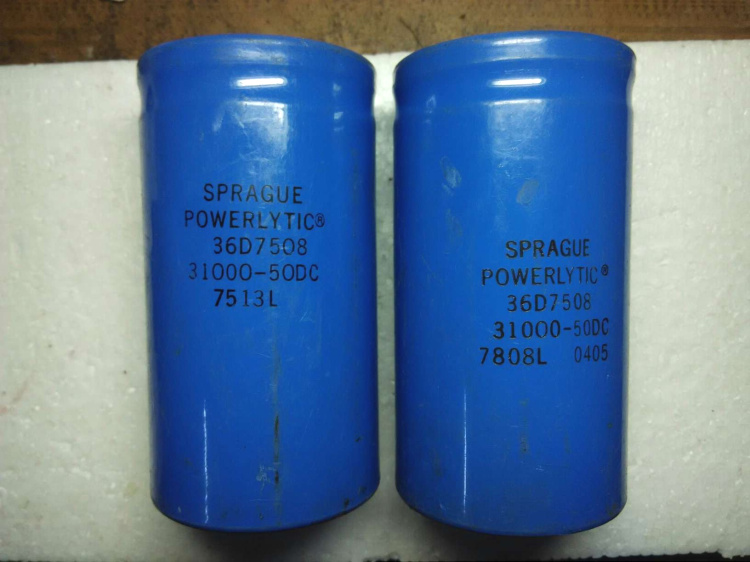 SPRAGUE
POWERLYTIC®
36D7508
31000-50DC
7513L
SPRAGUE
POWERLYTIC®
36D7508
31000-50DC
7808L 0405